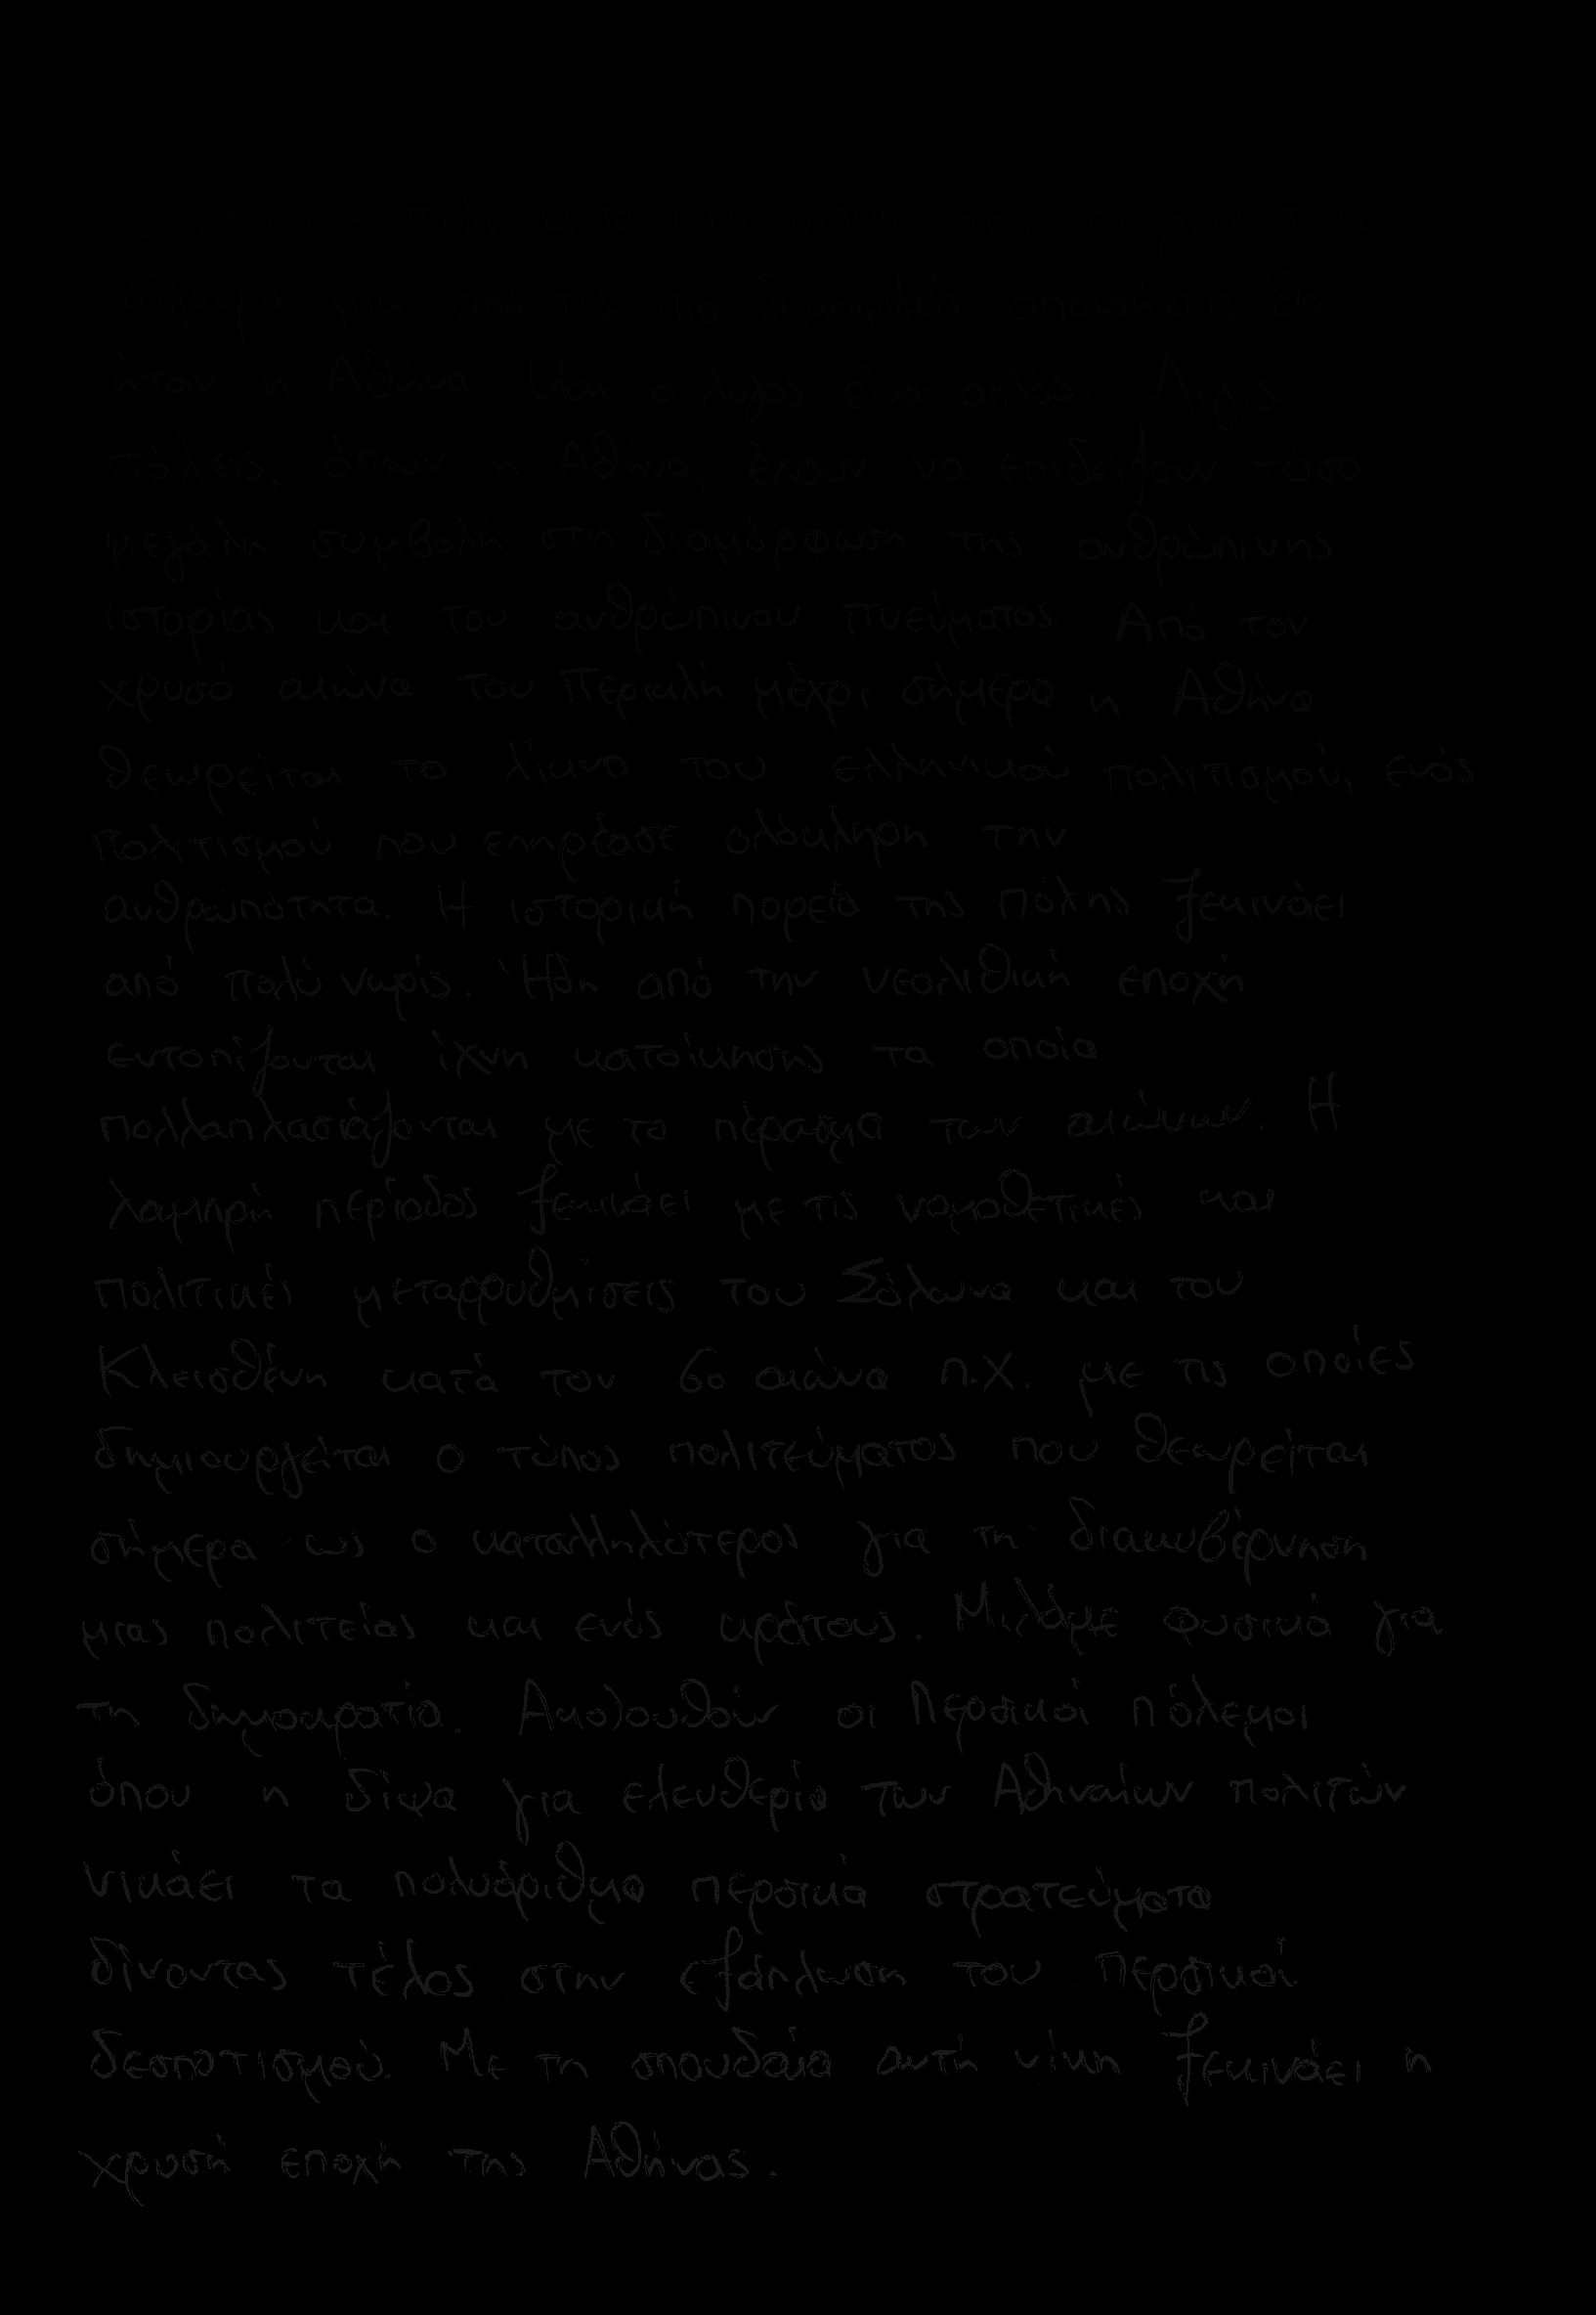 σημαντική πόλη μέσα στο διάβα της ιστορίας τότε
σίγουρα μία από τις πιο δημοφιλείς απαντήσεις θα
ήταν η Αθήνα. Και ο λόγος είναι απλός. Λίγες
πόλεις, όπως η Αθήνα, έχουν να επιδείξουν τόσο
μεγάλη συμβολή στη διαμόρφωση της ανθρώπινης
ιστορίας και του ανθρώπινου πνεύματος. Από τον
χρυσό αιώνα του Περικλή μέχρι σήμερα η Αθήνα
θεωρείται το λίκνο του ελληνικού πολιτισμού, ενός
πολιτισμού που επηρέασε ολόκληρη την
ανθρωπότητα. Η ιστορική πορεία της πόλης ξεκινάει
από πολύ νωρίς. Ήδη από την νεολιθική εποχή
εντοπίζονται ίχνη κατοίκησης τα οποία
πολλαπλασιάζονται με το πέρασμα των αιώνων. Η
λαμπρή περίοδος ξεκινάει με τις νομοθετικές και
πολιτικές μεταρρυθμίσεις του Σόλωνα και του
Κλεισθένη κατά τον 6ο αιώνα π.Χ. με τις οποίες
δημιουργείται ο τύπος πολιτεύματος που θεωρείται
σήμερα ως ο καταλληλότερος για τη διακυβέρνηση
μιας πολιτείας και ενός κράτους. Μιλάμε φυσικά για
τη δημοκρατία. Ακολουθούν οι Περσικοί πόλεμοι
όπου η δίψα για ελευθερία των Αθηναίων πολιτών
νικάει τα πολυάριθμα περσικά στρατεύματα
δίνοντας τέλος στην εξάπλωση του περσικού
δεσποτισμού. Με τη σπουδαία αυτή νίκη ξεκινάει η
χρυσή εποχή της Αθήνας.